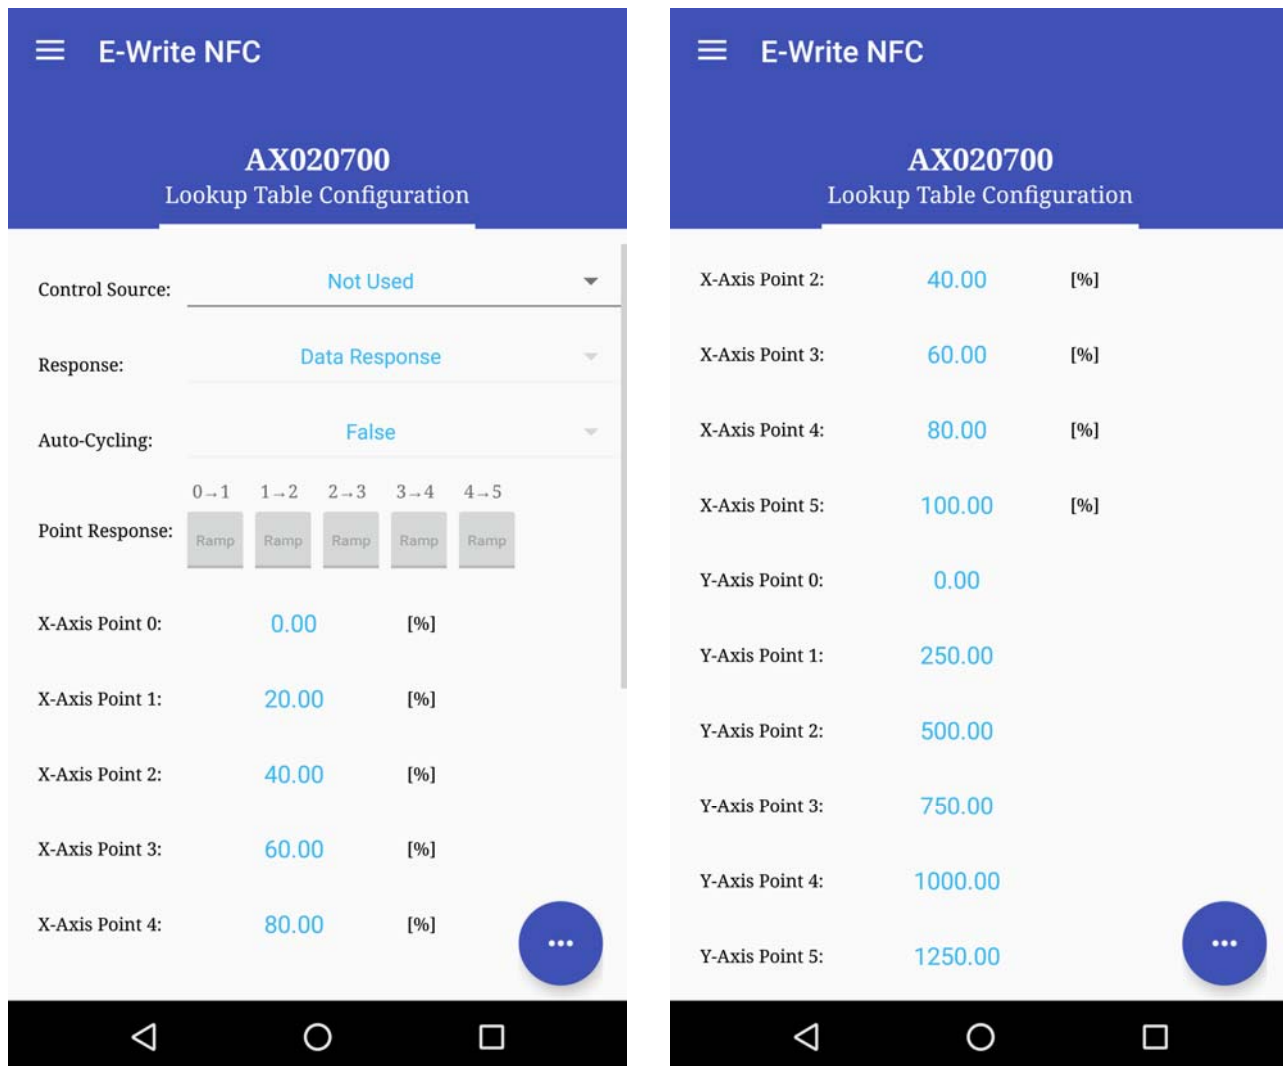 E-Write NFC
AX020700
Lookup Table Configuration
Control Source: Not Used
Response: Data Response
Auto-Cycling: False
0→1 1→2 2→3 3→4 4→5
Point Response: Ramp Ramp Ramp Ramp Ramp
X-Axis Point 0: 0.00 [%]
X-Axis Point 1: 20.00 [%]
X-Axis Point 2: 40.00 [%]
X-Axis Point 3: 60.00 [%]
X-Axis Point 4: 80.00 [%]
E-Write NFC
AX020700
Lookup Table Configuration
X-Axis Point 2: 40.00 [%]
X-Axis Point 3: 60.00 [%]
X-Axis Point 4: 80.00 [%]
X-Axis Point 5: 100.00 [%]
Y-Axis Point 0: 0.00
Y-Axis Point 1: 250.00
Y-Axis Point 2: 500.00
Y-Axis Point 3: 750.00
Y-Axis Point 4: 1000.00
Y-Axis Point 5: 1250.00